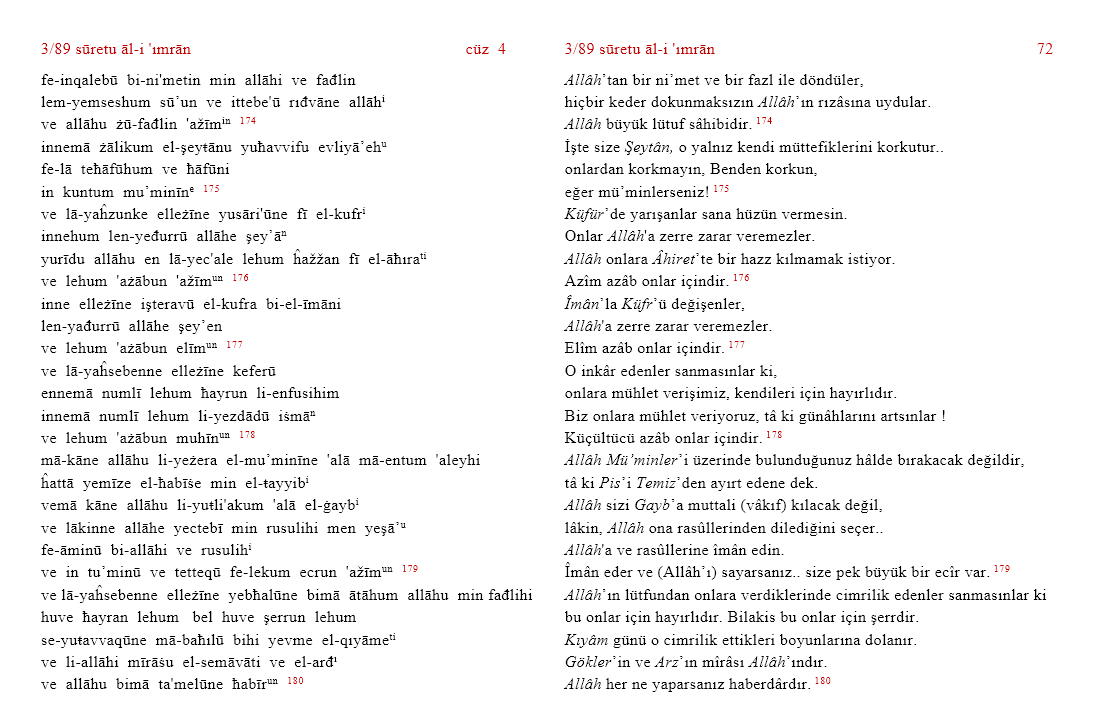 3/89 sūretu āl-i 'ımrān cüz 4
fe-inqalebū bi-ni'metin min allāhi ve fađlin
lem-yemseshum sū’un ve ittebe'ū rıđvāne allāhⁱ
ve allāhu żū-fađlin 'ažīmⁱⁿ 174
innemā żālikum el-şeyŧānu yuħavvifu evliyā’ehᵘ
fe-lā teħāfūhum ve ħāfūni
in kuntum mu’minīnᵉ 175
ve lā-yaĥzunke elleżīne yusāri'ūne fī el-kufrⁱ
innehum len-yeđurrū allāhe şey’āⁿ
yurīdu allāhu en lā-yec'ale lehum ĥažžan fī el-āħıraᵗⁱ
ve lehum 'ażābun 'ažīmᵘⁿ 176
inne elleżīne işteravū el-kufra bi-el-īmāni
len-yađurrū allāhe şey’en
ve lehum 'ażābun elīmᵘⁿ 177
ve lā-yaĥsebenne elleżīne keferū
ennemā numlī lehum ħayrun li-enfusihim
innemā numlī lehum li-yezdādū iṡmāⁿ
ve lehum 'ażābun muhīnᵘⁿ 178
mā-kāne allāhu li-yeżera el-mu’minīne 'alā mā-entum 'aleyhi
ĥattā yemīze el-ħabīṡe min el-ŧayyibⁱ
vemā kāne allāhu li-yuŧli'akum 'alā el-ġaybⁱ
ve lākinne allāhe yectebī min rusulihi men yeşā’ᵘ
fe-āminū bi-allāhi ve rusulihⁱ
ve in tu’minū ve tetteqū fe-lekum ecrun 'ažīmᵘⁿ 179
ve lā-yaĥsebenne elleżīne yebħalūne bimā ātāhum allāhu min fađlihi
huve ħayran lehum bel huve şerrun lehum
se-yuŧavvaqūne mā-baħılū bihi yevme el-qıyāmeᵗⁱ
ve li-allāhi mīrāṡu el-semāvāti ve el-arđᶦ
ve allāhu bimā ta'melūne ħabīrᵘⁿ 180
3/89 sūretu āl-i 'ımrān 72
Allâh’tan bir ni’met ve bir fazl ile döndüler,
hiçbir keder dokunmaksızın Allâh’ın rızâsına uydular.
Allâh büyük lütuf sâhibidir. 174
İşte size Şeytân, o yalnız kendi müttefiklerini korkutur..
onlardan korkmayın, Benden korkun,
eğer mü’minlerseniz! 175
Küfür’de yarışanlar sana hüzün vermesin.
Onlar Allâh'a zerre zarar veremezler.
Allâh onlara Âhiret’te bir hazz kılmamak istiyor.
Azîm azâb onlar içindir. 176
Îmân’la Küfr’ü değişenler,
Allâh'a zerre zarar veremezler.
Elîm azâb onlar içindir. 177
O inkâr edenler sanmasınlar ki,
onlara mühlet verişimiz, kendileri için hayırlıdır.
Biz onlara mühlet veriyoruz, tâ ki günâhlarını artsınlar !
Küçültücü azâb onlar içindir. 178
Allâh Mü’minler’i üzerinde bulunduğunuz hâlde bırakacak değildir,
tâ ki Pis’i Temiz’den ayırt edene dek.
Allâh sizi Gayb’a muttali (vâkıf) kılacak değil,
lâkin, Allâh ona rasûllerinden dilediğini seçer..
Allâh'a ve rasûllerine îmân edin.
Îmân eder ve (Allâh’ı) sayarsanız.. size pek büyük bir ecîr var. 179
Allâh’ın lütfundan onlara verdiklerinde cimrilik edenler sanmasınlar ki
bu onlar için hayırlıdır. Bilakis bu onlar için şerrdir.
Kıyâm günü o cimrilik ettikleri boyunlarına dolanır.
Gökler’in ve Arz’ın mîrâsı Allâh’ındır.
Allâh her ne yaparsanız haberdârdır. 180